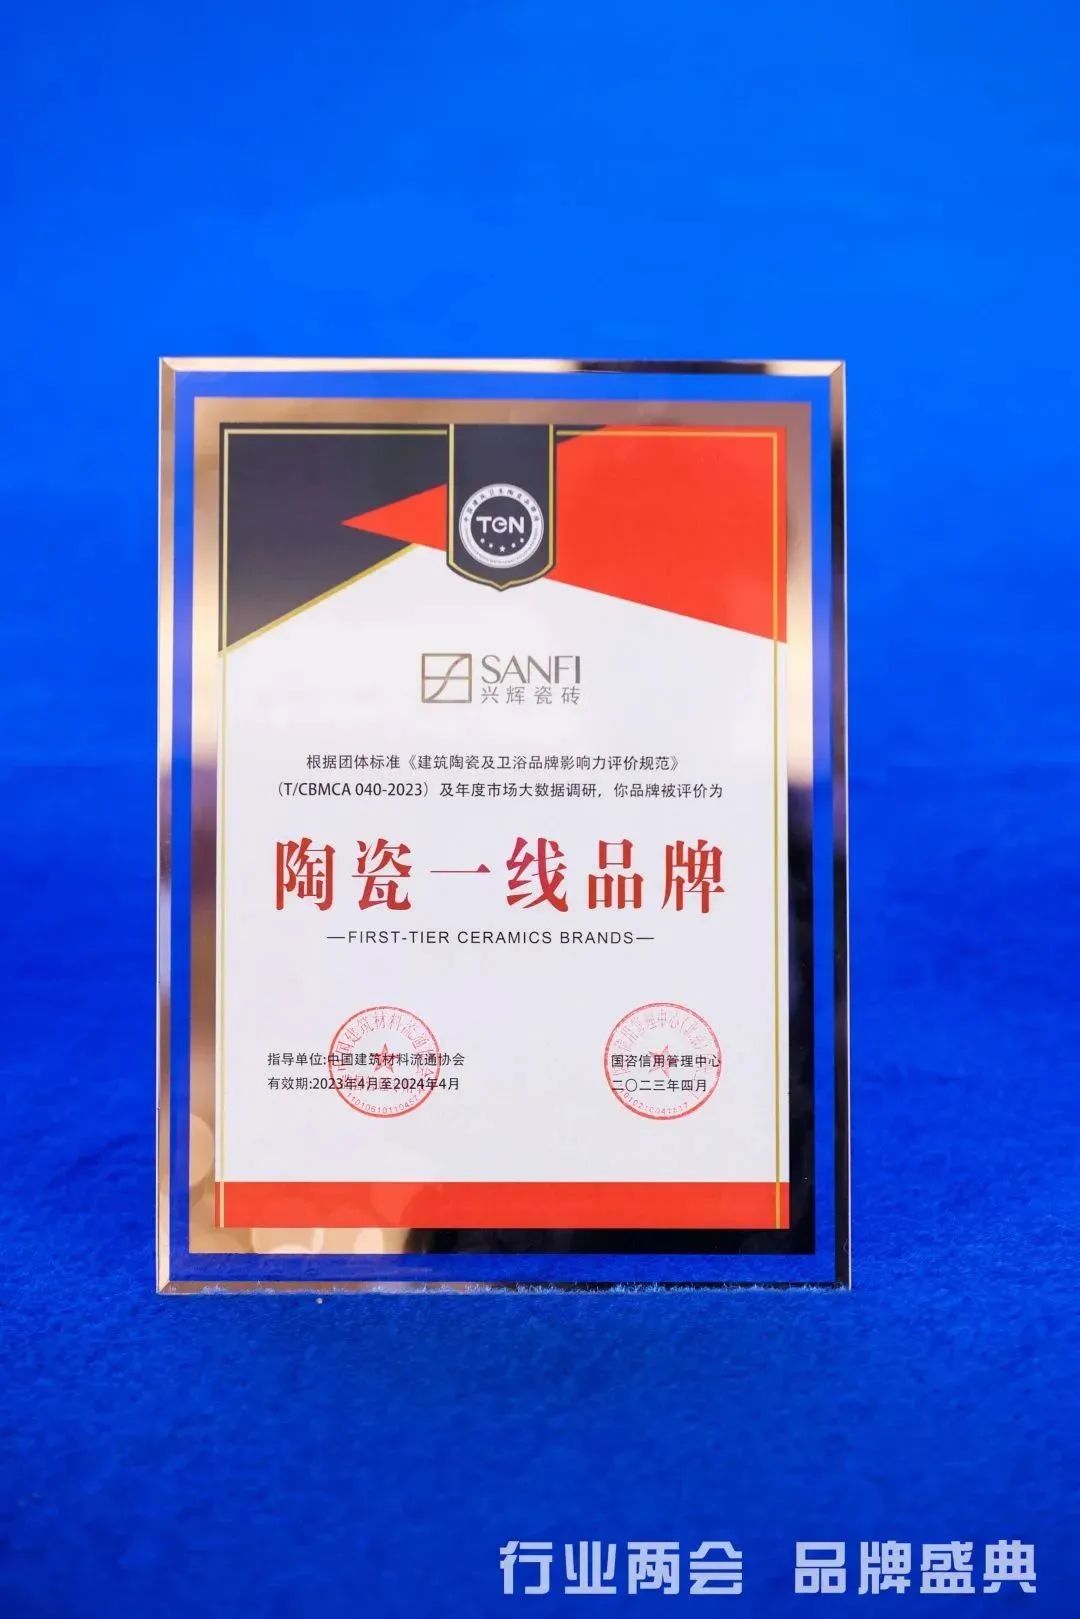 TCN
SANFI
兴辉瓷砖
根据团体标准《建筑陶瓷及卫浴品牌影响力评价规范》
（T/CBMCA 040-2023）及年度市场大数据调研，你品牌被评价为
陶瓷一线品牌
—FIRST-TIER CERAMICS BRANDS—
指导单位:中国建筑材料流通协会
有效期:2023年4月至2024年4月
国咨信用管理中心
二〇二三年四月
行业两会 品牌盛典